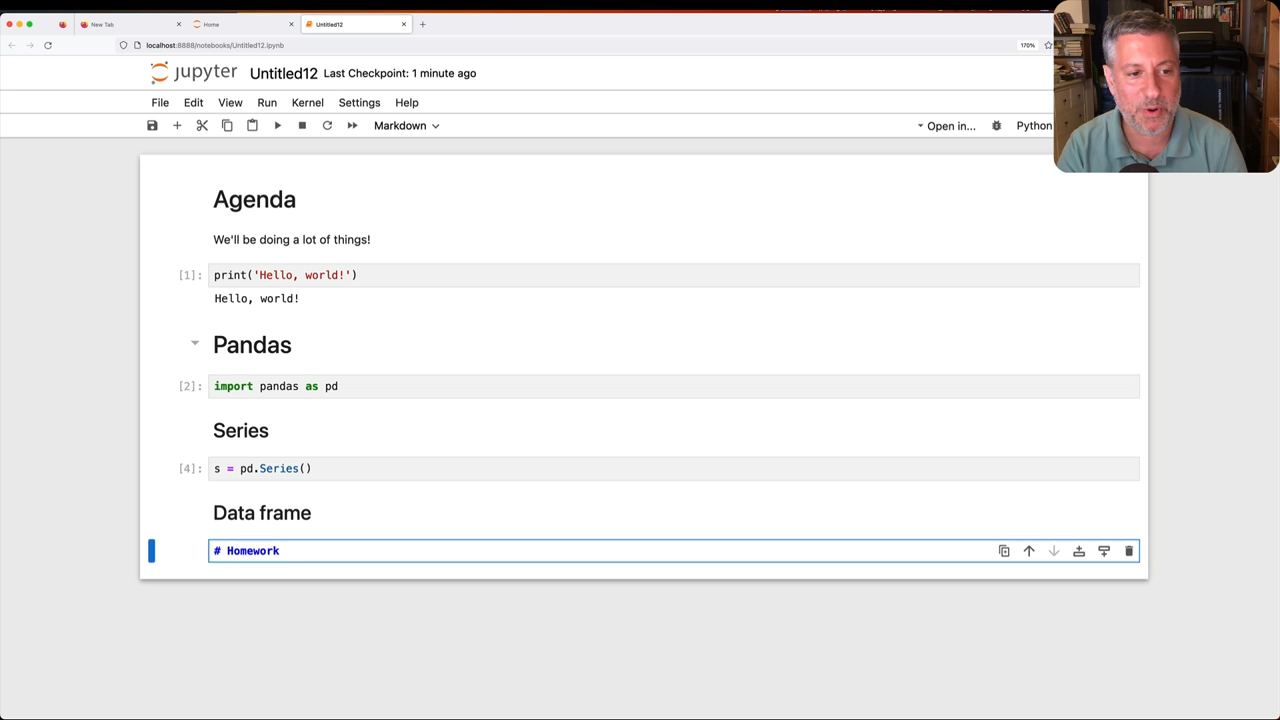 New Tab
Home
Untitled12
localhost:8888/notebooks/Untitled12.ipynb
170%
jupyter Untitled12 Last Checkpoint: 1 minute ago
File Edit View Run Kernel Settings Help
Markdown
Open in...
Python
Agenda
We'll be doing a lot of things!
[1]: print('Hello, world!')
Hello, world!
Pandas
[2]: import pandas as pd
Series
[4]: s = pd.Series()
Data frame
# Homework